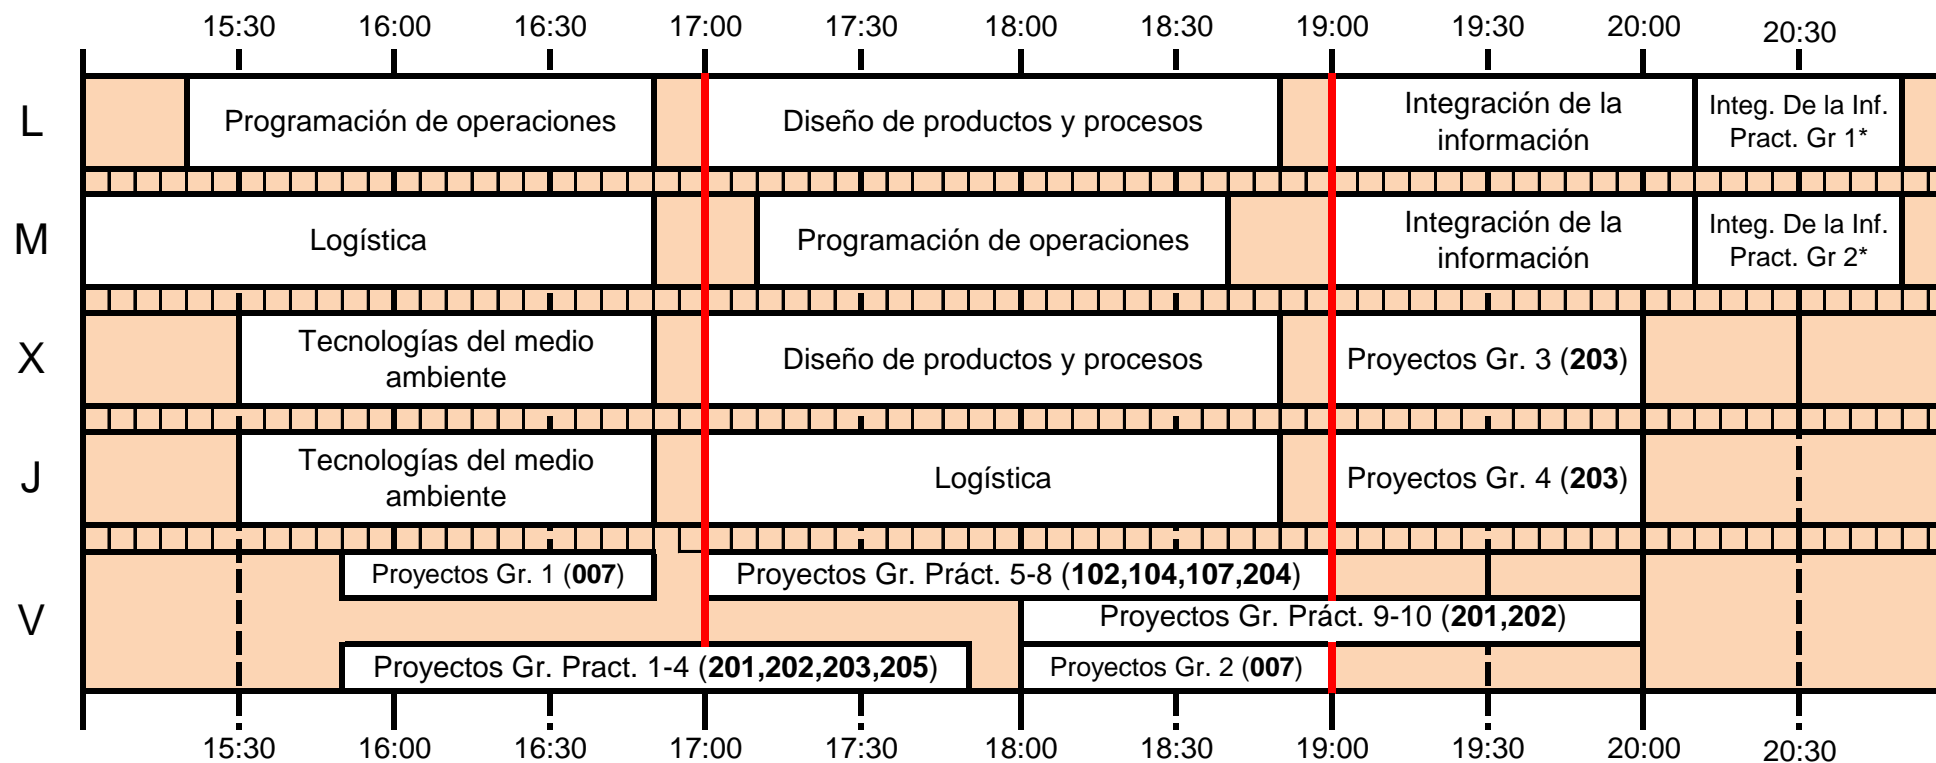 15:30 16:00 16:30 17:00 17:30 18:00 18:30 19:00 19:30 20:00 20:30
L
Programación de operaciones
Diseño de productos y procesos
Integración de la
información
Integ. De la Inf.
Pract. Gr 1*
M
Logística
Programación de operaciones
Integración de la
información
Integ. De la Inf.
Pract. Gr 2*
X
Tecnologías del medio
ambiente
Diseño de productos y procesos
Proyectos Gr. 3 (203)
J
Tecnologías del medio
ambiente
Logística
Proyectos Gr. 4 (203)
V
Proyectos Gr. 1 (007)
Proyectos Gr. Práct. 5-8 (102,104,107,204)
Proyectos Gr. Práct. 9-10 (201,202)
Proyectos Gr. Pract. 1-4 (201,202,203,205)
Proyectos Gr. 2 (007)
15:30 16:00 16:30 17:00 17:30 18:00 18:30 19:00 19:30 20:00 20:30